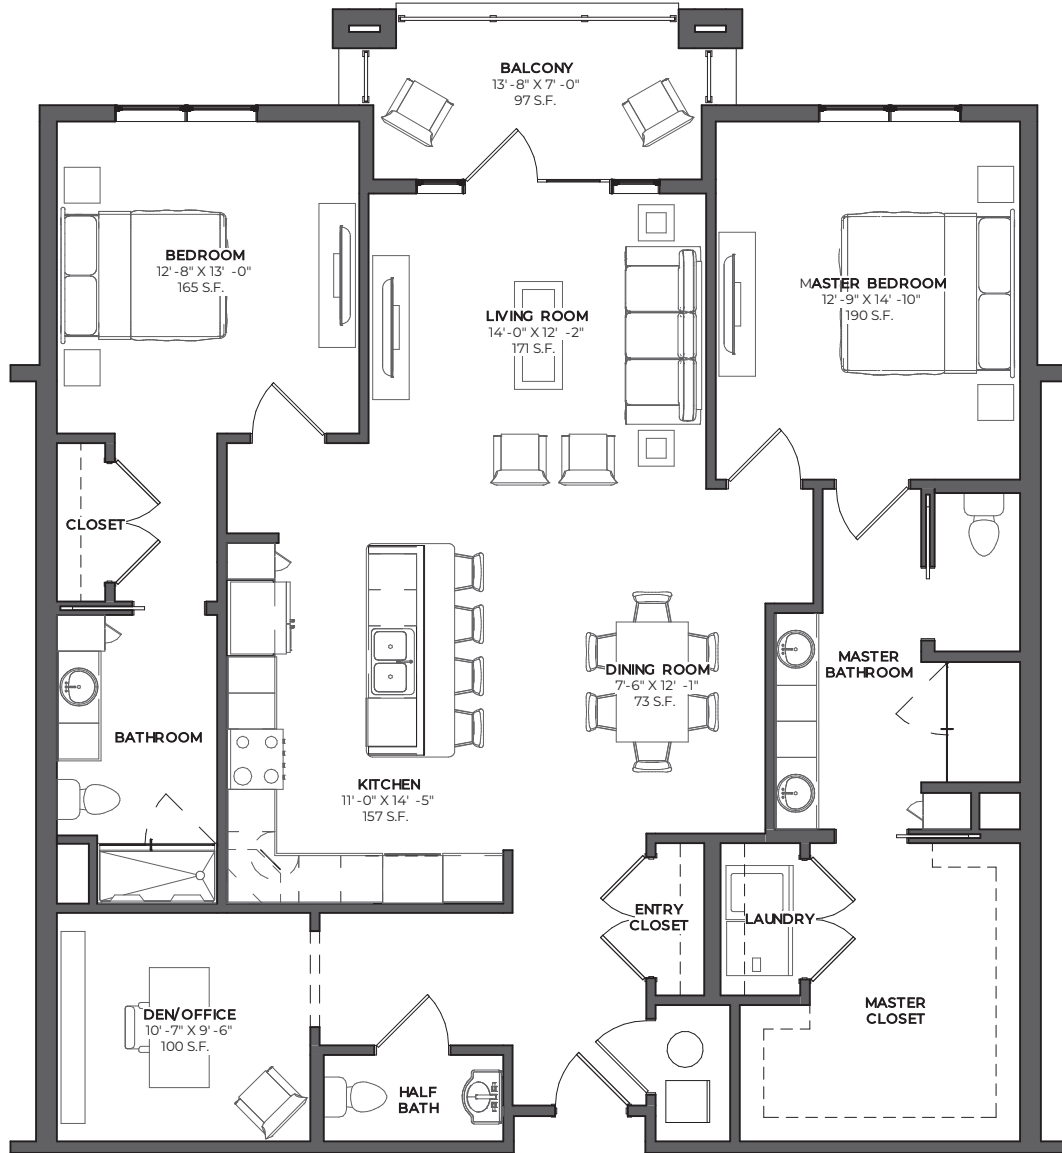 BALCONY
13'-8" X 7'-0"
97 S.F.
BEDROOM
12'-8" X 13'-0"
165 S.F.
MASTER BEDROOM
12'-9" X 14'-10"
190 S.F.
LIVING ROOM
14'-0" X 12'-2"
171 S.F.
CLOSET
DINING ROOM
7'-6" X 12'-1"
73 S.F.
MASTER
BATHROOM
BATHROOM
KITCHEN
11'-0" X 14'-5"
157 S.F.
ENTRY
CLOSET
LAUNDRY
MASTER
CLOSET
DEN/OFFICE
10'-7" X 9'-6"
100 S.F.
HALF
BATH